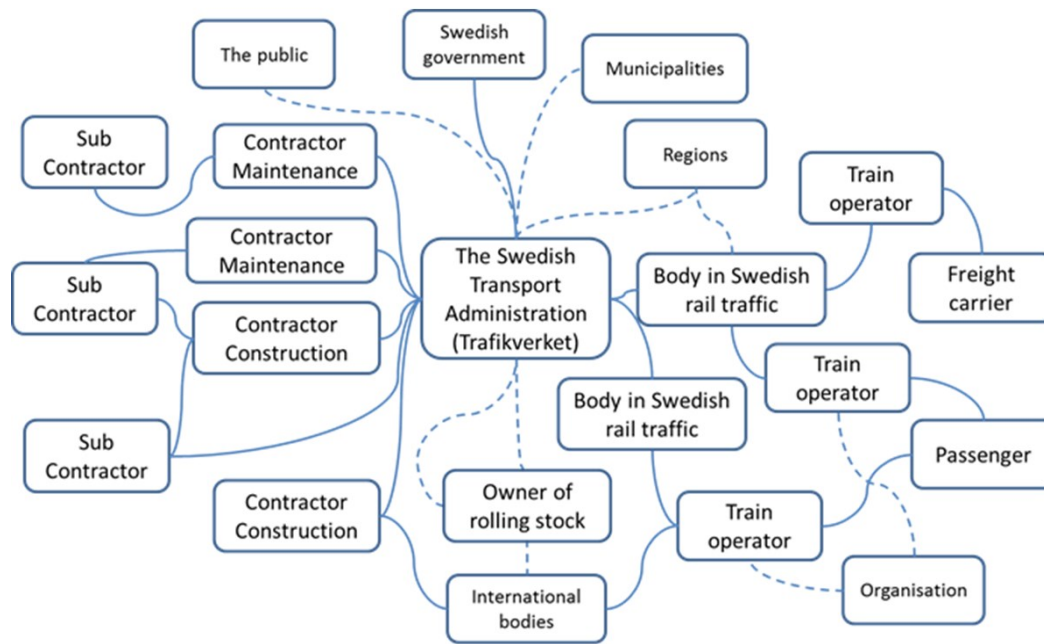 The public
Swedish
government
Municipalities
Sub
Contractor
Contractor
Maintenance
Regions
Train
operator
Contractor
Maintenance
The Swedish
Transport
Administration
(Trafikverket)
Body in Swedish
rail traffic
Freight
carrier
Sub
Contractor
Contractor
Construction
Train
operator
Body in Swedish
rail traffic
Sub
Contractor
Passenger
Contractor
Construction
Owner of
rolling stock
Train
operator
Organisation
International
bodies